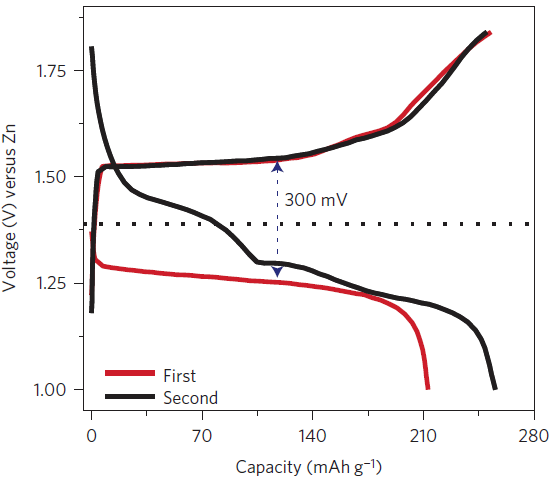 1.75
1.50
1.25
1.00
Voltage (V) versus Zn
300 mV
First
Second
0 70 140 210 280
Capacity (mAh g⁻¹)